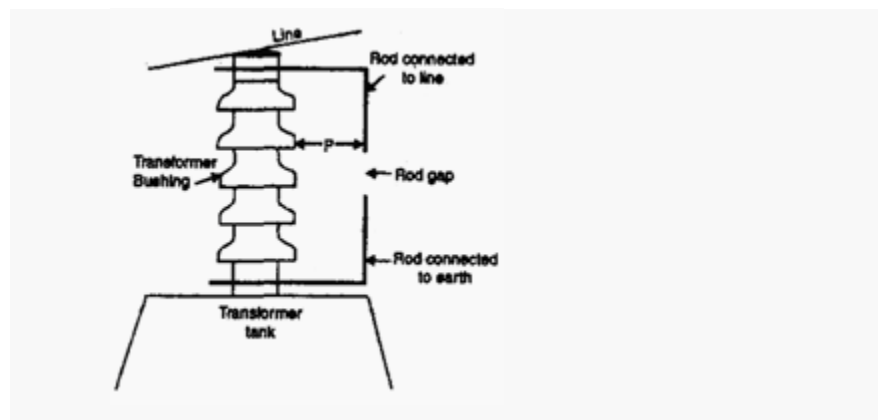 Line
Rod connected
to line
P
Transformer
Bushing
Rod gap
Rod connected
to earth
Transformer
tank